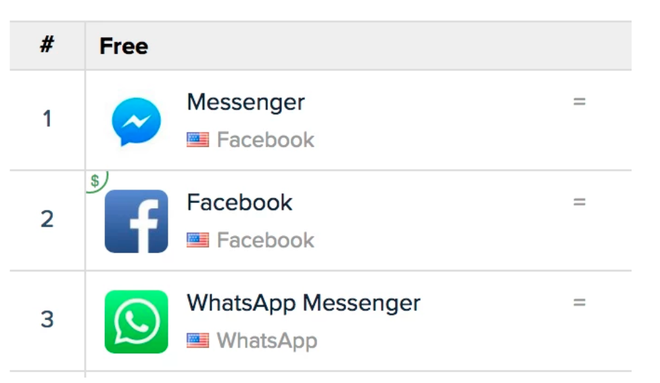 # Free
1 Messenger =
Facebook
$
2 Facebook =
Facebook
3 WhatsApp Messenger =
WhatsApp